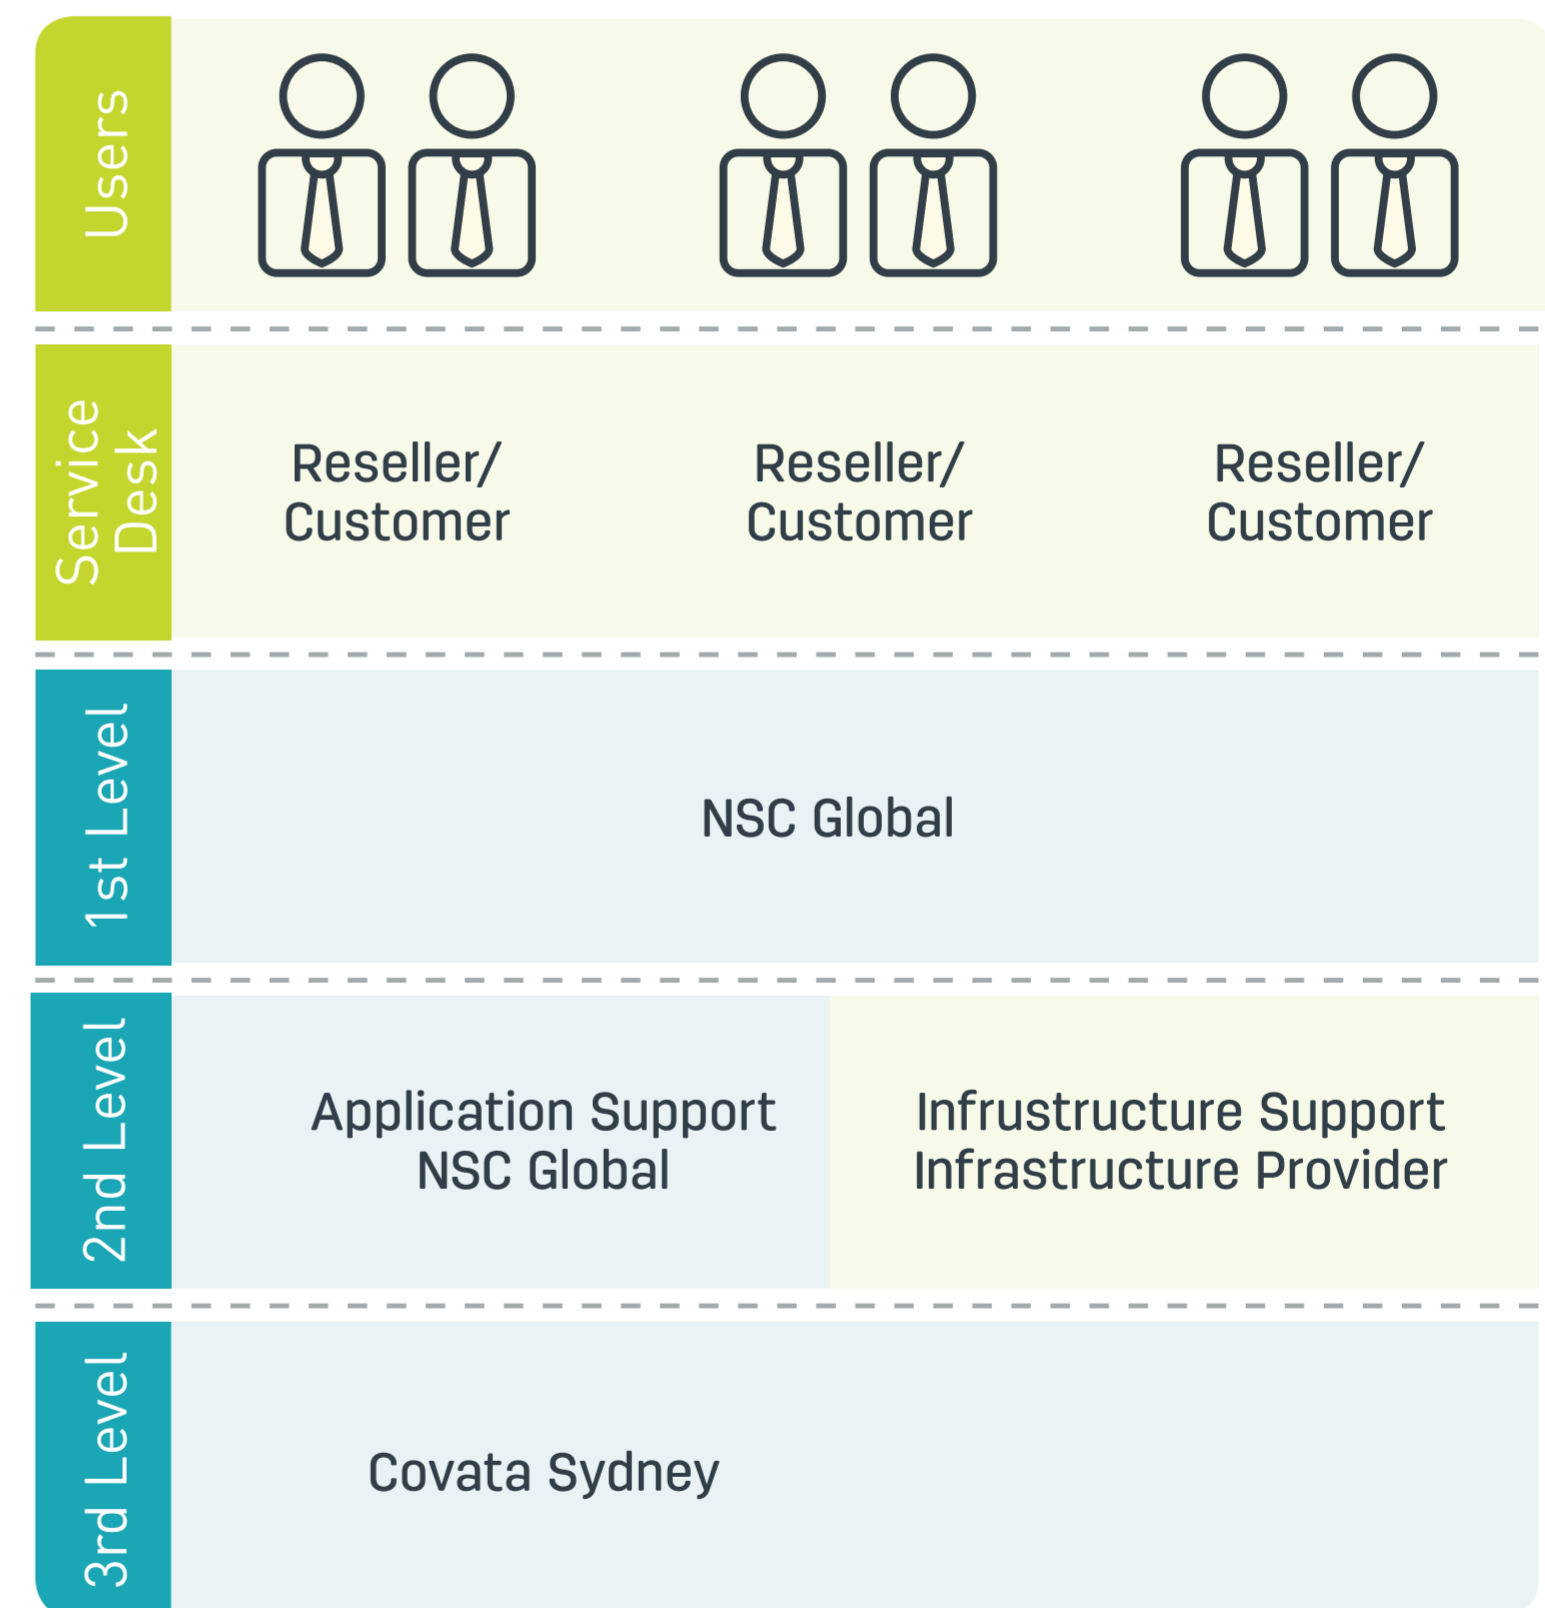 Users
Service
Desk
Reseller/
Customer
Reseller/
Customer
Reseller/
Customer
1st Level
NSC Global
2nd Level
Application Support
NSC Global
Infrustructure Support
Infrastructure Provider
3rd Level
Covata Sydney